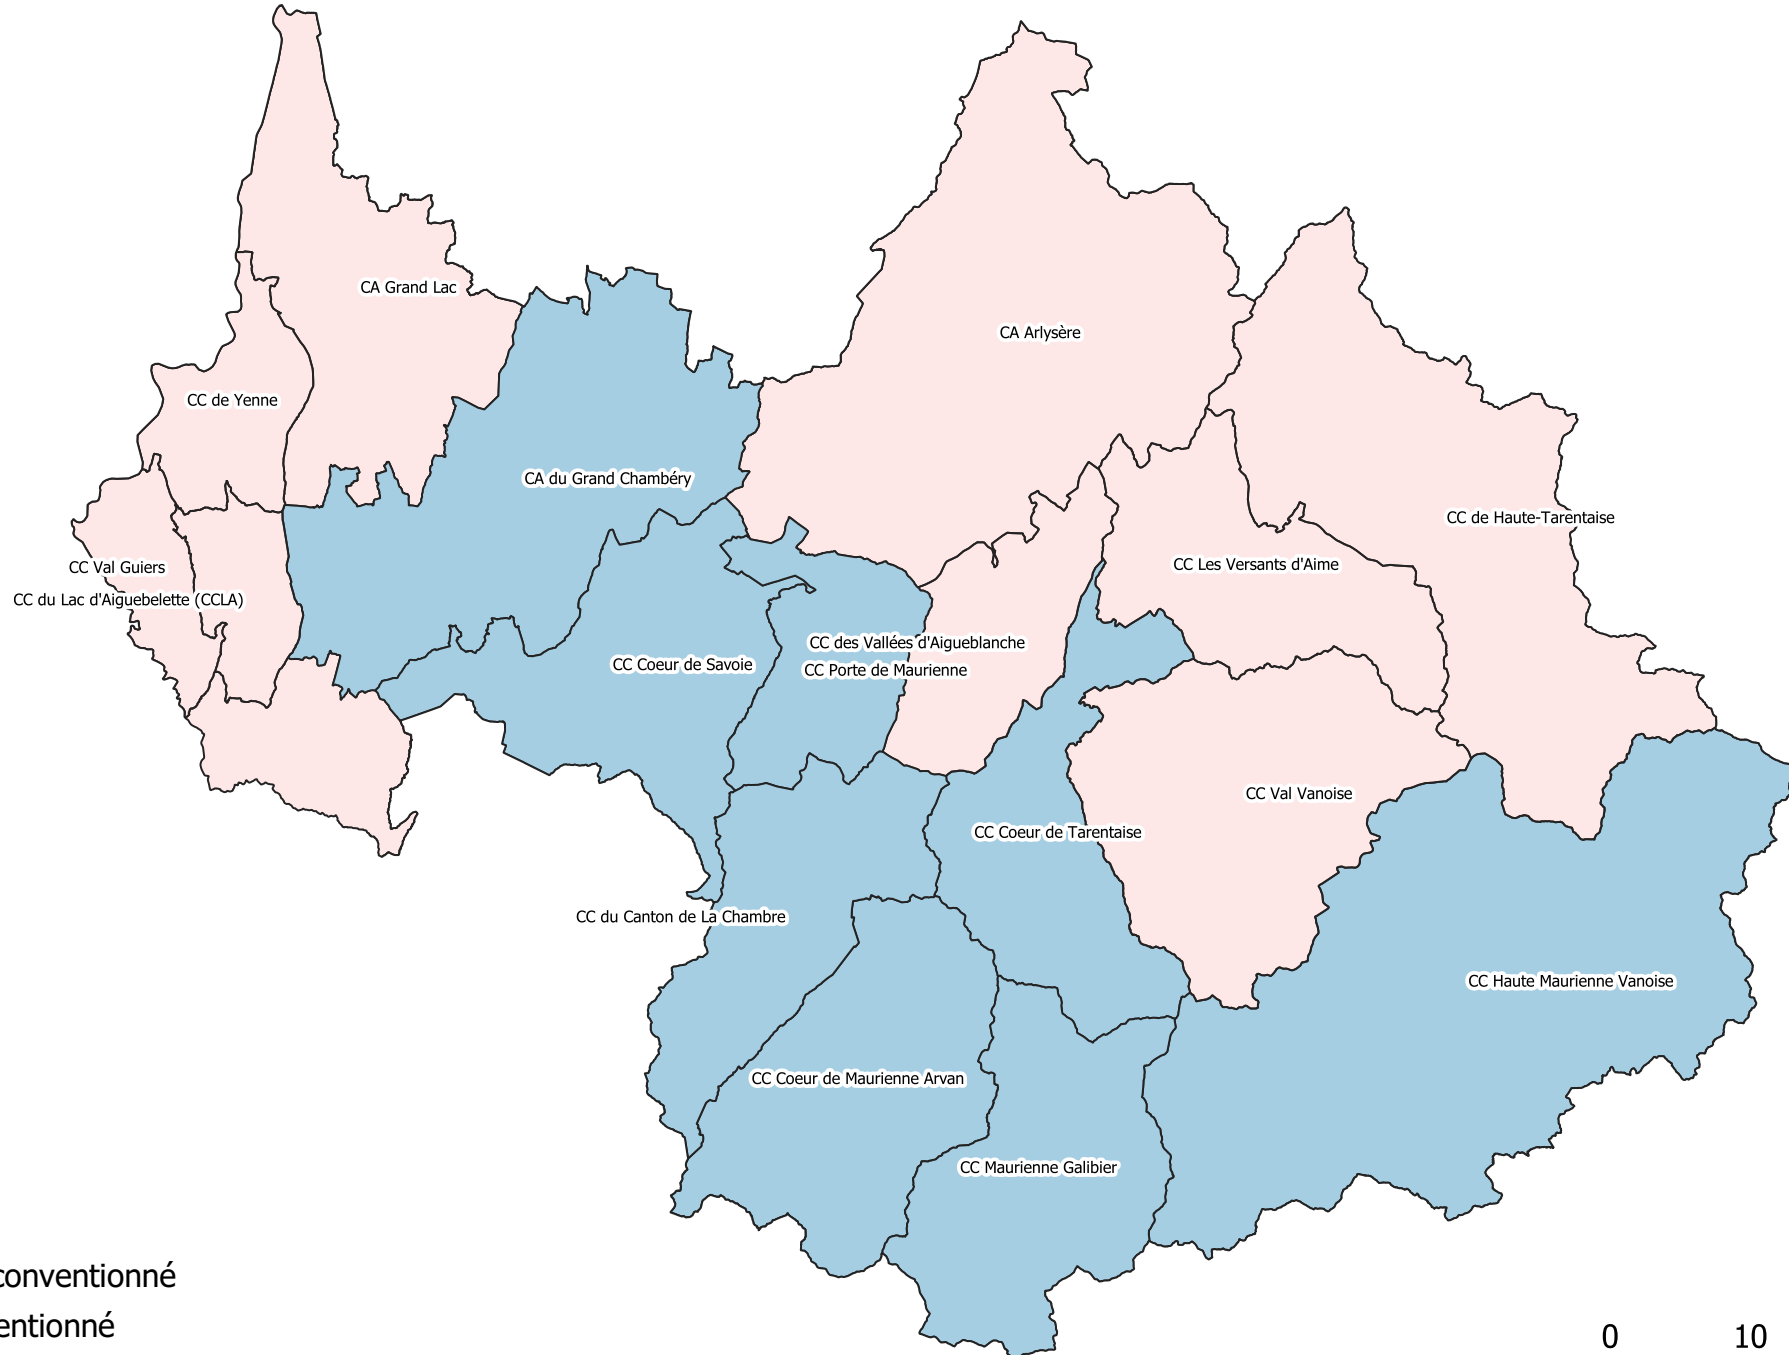 CA Grand Lac
CA Arlysère
CC de Yenne
CA du Grand Chambéry
CC de Haute-Tarentaise
CC Val Guiers
CC Les Versants d'Aime
CC du Lac d'Aiguebelette (CCLA)
CC des Vallées d'Aigueblanche
CC Coeur de Savoie
CC Porte de Maurienne
CC Val Vanoise
CC Coeur de Tarentaise
CC du Canton de La Chambre
CC Haute Maurienne Vanoise
CC Coeur de Maurienne Arvan
CC Maurienne Galibier
conventionné
entionné
0 10